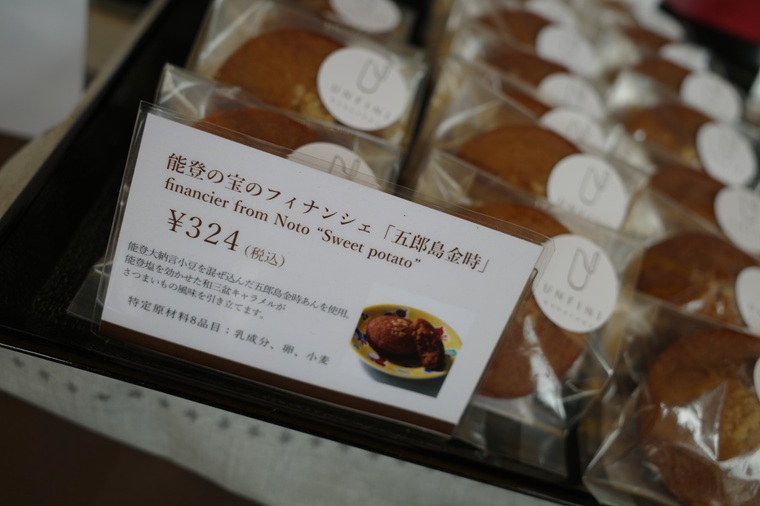 能登の宝のフィナンシェ「五郎島金時」
financier from Noto "Sweet potato"
¥324(税込)
能登大納言小豆を混ぜ込んだ五郎島金時あんを使用。
能登塩を効かせた和三盆キャラメルが
さつまいもの風味を引き立てます。
特定原材料8品目：乳成分、卵、小麦
UNFINI
UNFINI